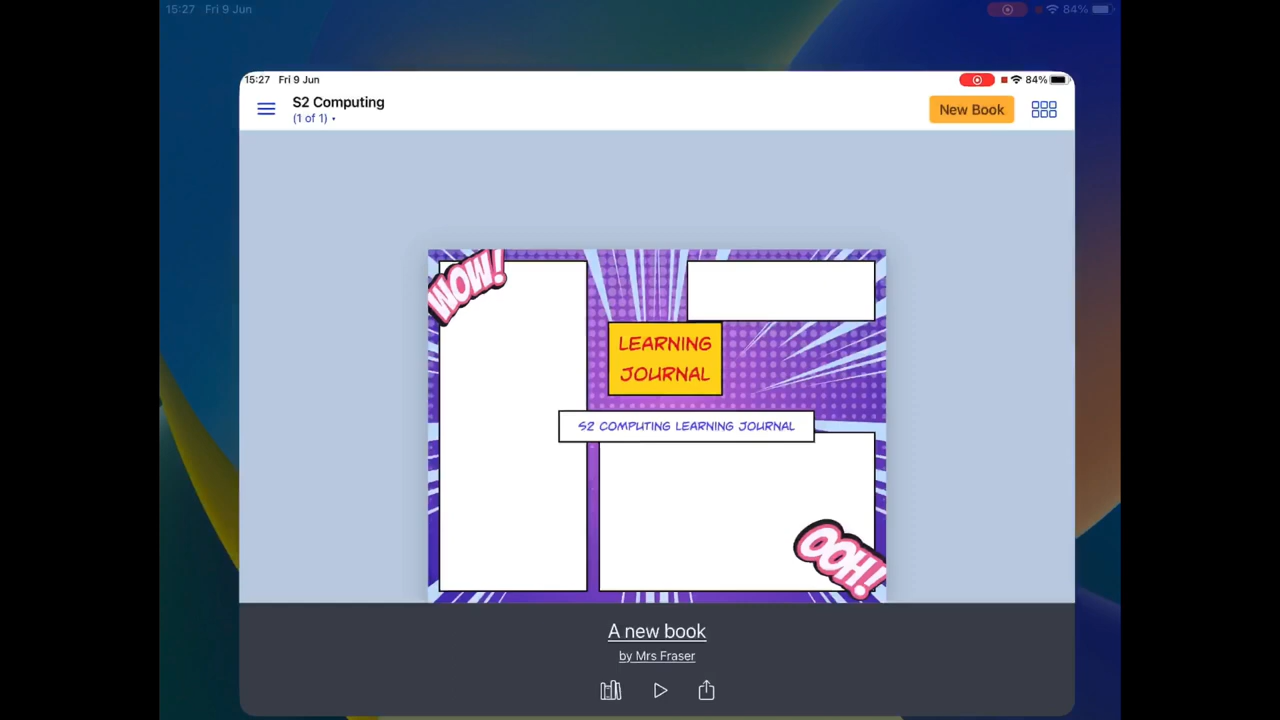 15:27 Fri 9 Jun
84%
15:27 Fri 9 Jun
84%
S2 Computing
(1 of 1)
New Book
WOW!
LEARNING
JOURNAL
S2 COMPUTING LEARNING JOURNAL
OOH!
A new book
by Mrs Fraser